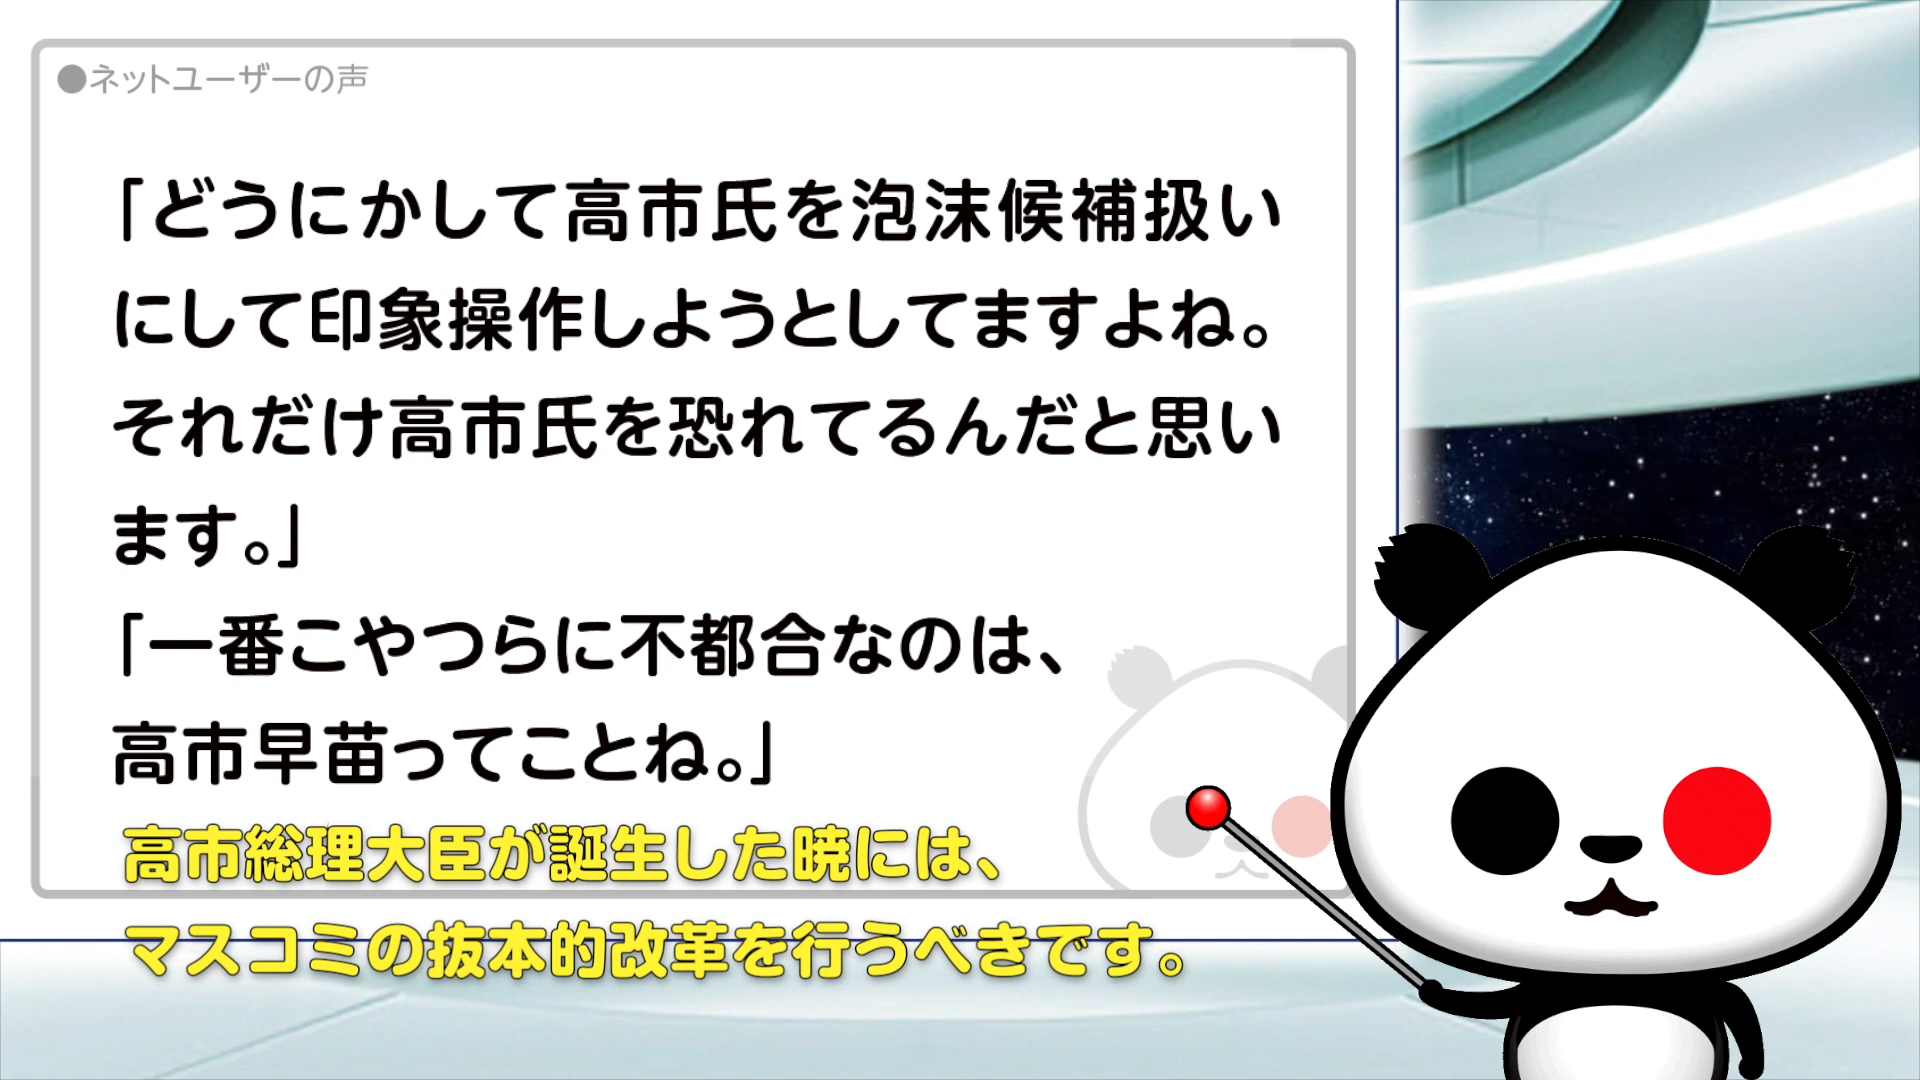 ●ネットユーザーの声
「どうにかして高市氏を泡沫候補扱い
にして印象操作しようとしてますよね。
それだけ高市氏を恐れてるんだと思い
ます。」
「一番こやつらに不都合なのは、
高市早苗ってことね。」
高市総理大臣が誕生した暁には、
マスコミの抜本的改革を行うべきです。